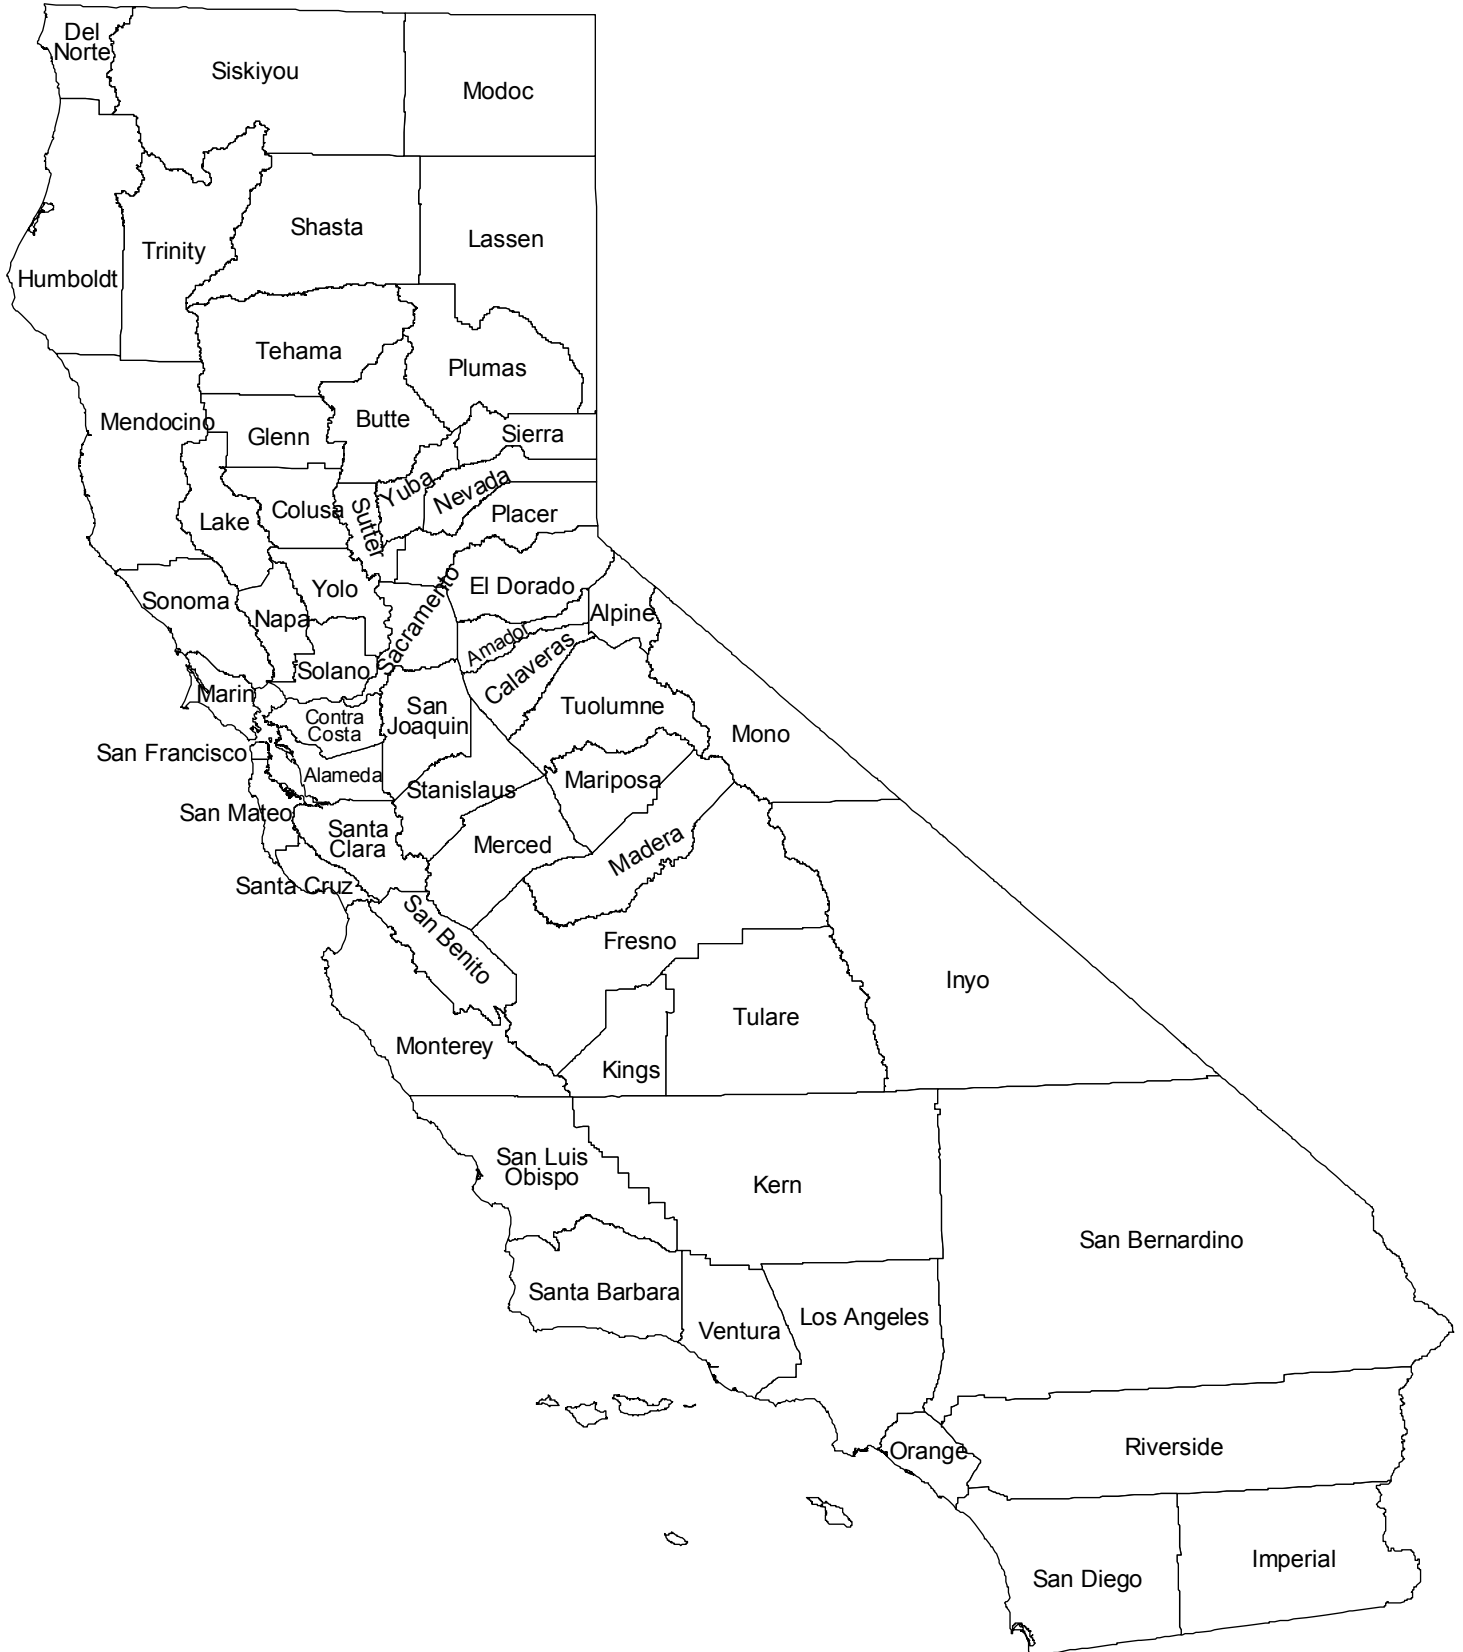 Del
Norte
Siskiyou
Modoc
Shasta
Lassen
Trinity
Humboldt
Tehama
Plumas
Mendocino
Butte
Glenn
Sierra
Yuba
Nevada
Colusa
Sutter
Placer
Lake
Yolo
El Dorado
Sonoma
Napa
Sacramento
Alpine
Amador
Calaveras
Solano
Marin
San
Joaquin
Contra
Costa
Tuolumne
Mono
San Francisco
Alameda
Mariposa
Stanislaus
San Mateo
Santa
Clara
Merced
Madera
Santa Cruz
San Benito
Fresno
Inyo
Tulare
Monterey
Kings
San Luis
Obispo
Kern
San Bernardino
Santa Barbara
Los Angeles
Ventura
Orange
Riverside
Imperial
San Diego